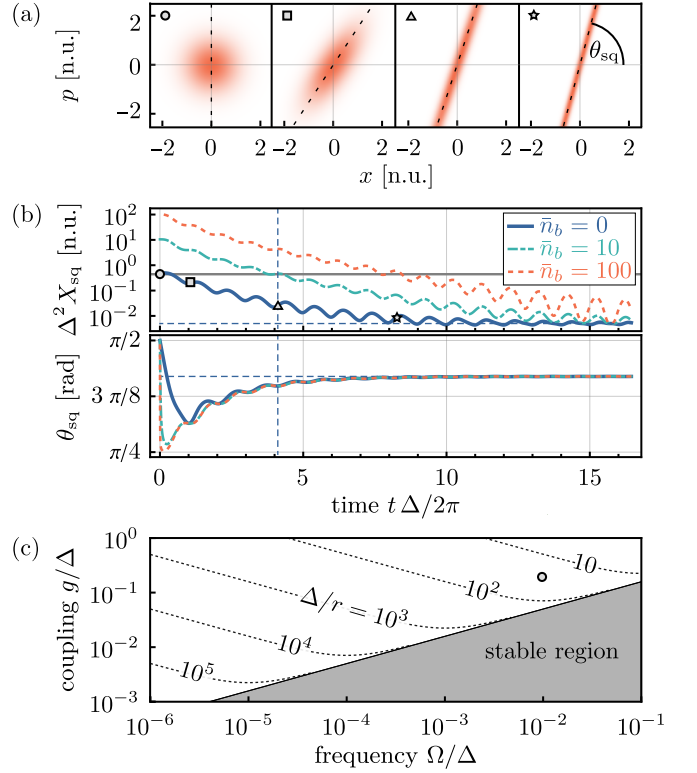 (a)
p [n.u.]
2
0
−2
θsq
−2 0 2 −2 0 2 −2 0 2 −2 0 2
x [n.u.]
(b)
Δ² Xsq [n.u.]
10²
10¹
10⁰
10⁻¹
10⁻²
n̄b = 0
n̄b = 10
n̄b = 100
θsq [rad]
π/2
3 π/8
π/4
0 5 10 15
time t Δ/2π
(c)
coupling g/Δ
10⁰
10⁻¹
10⁻²
10⁻³
10
10²
Δ/r = 10³
10⁴
10⁵
stable region
10⁻⁶ 10⁻⁵ 10⁻⁴ 10⁻³ 10⁻² 10⁻¹
frequency Ω/Δ